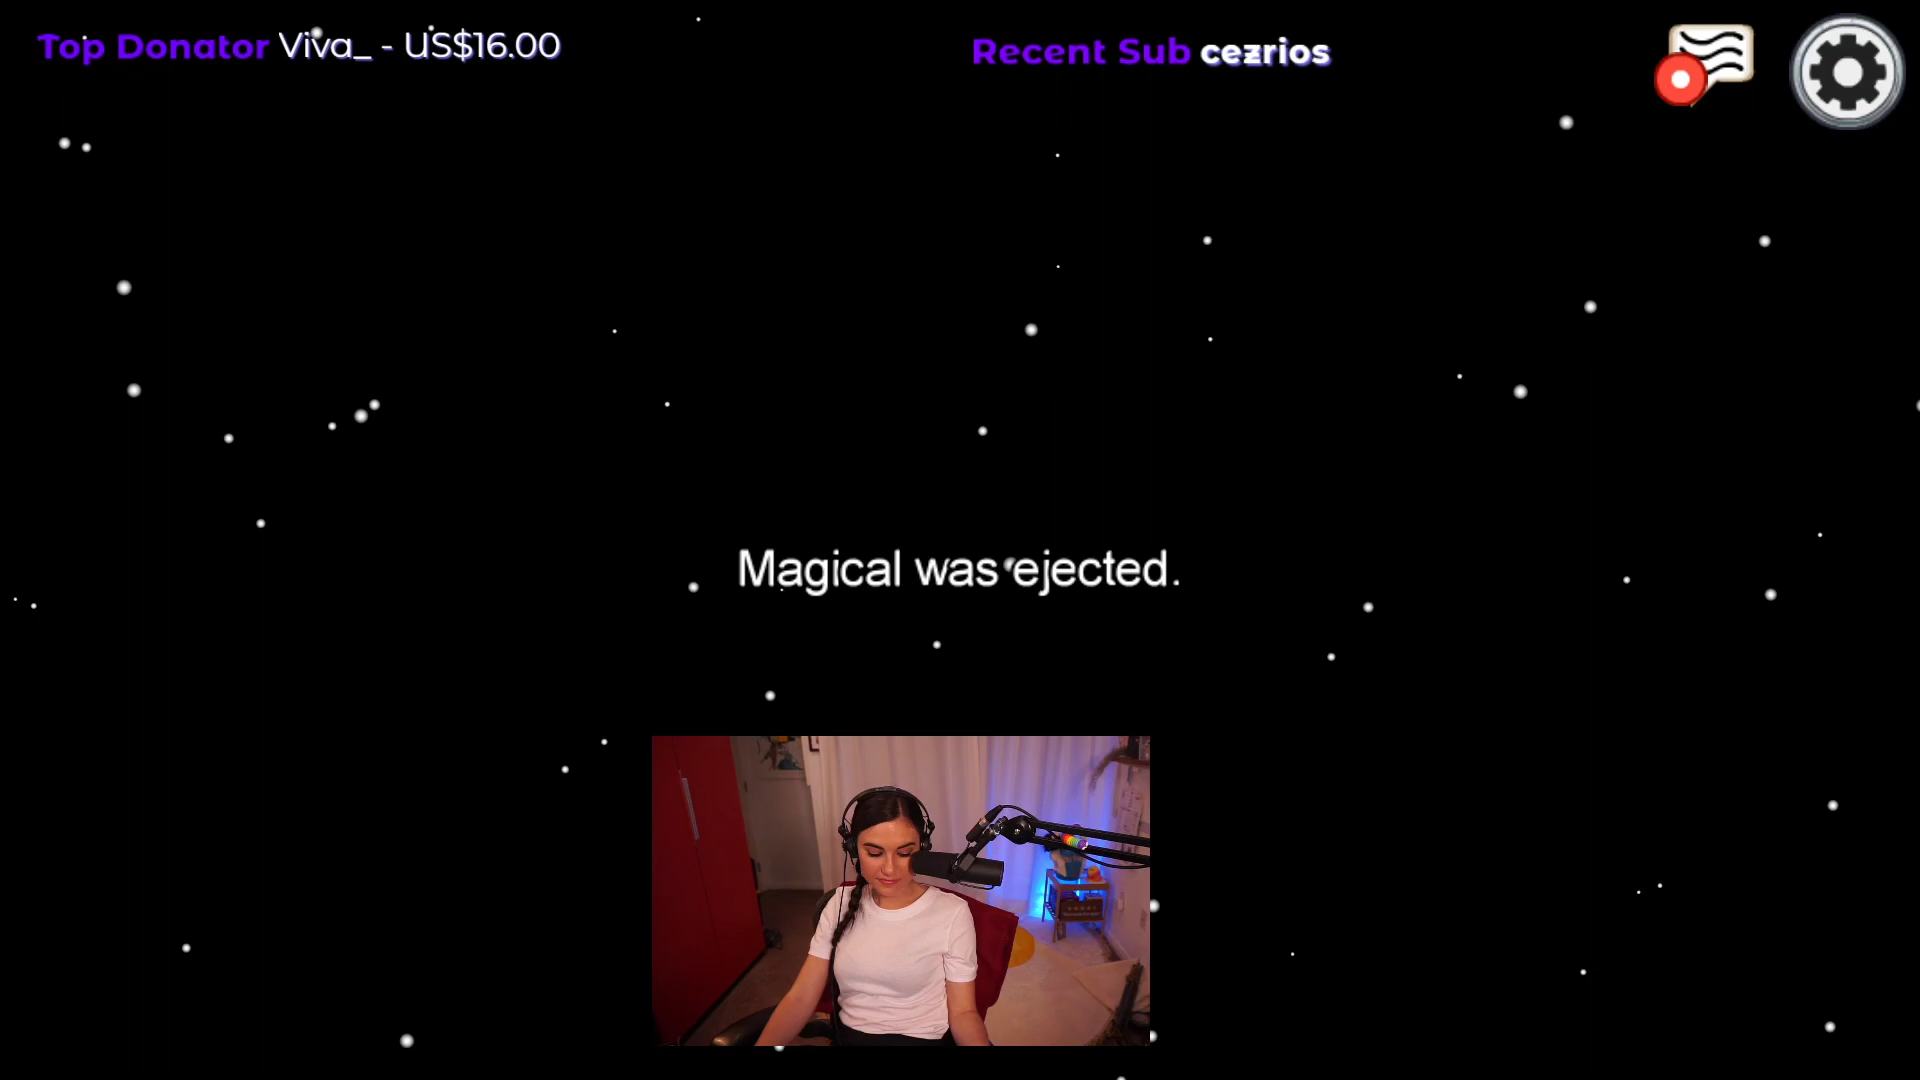 Top Donator Viva_ - US$16.00
Recent Sub cezrios
Magical was ejected.